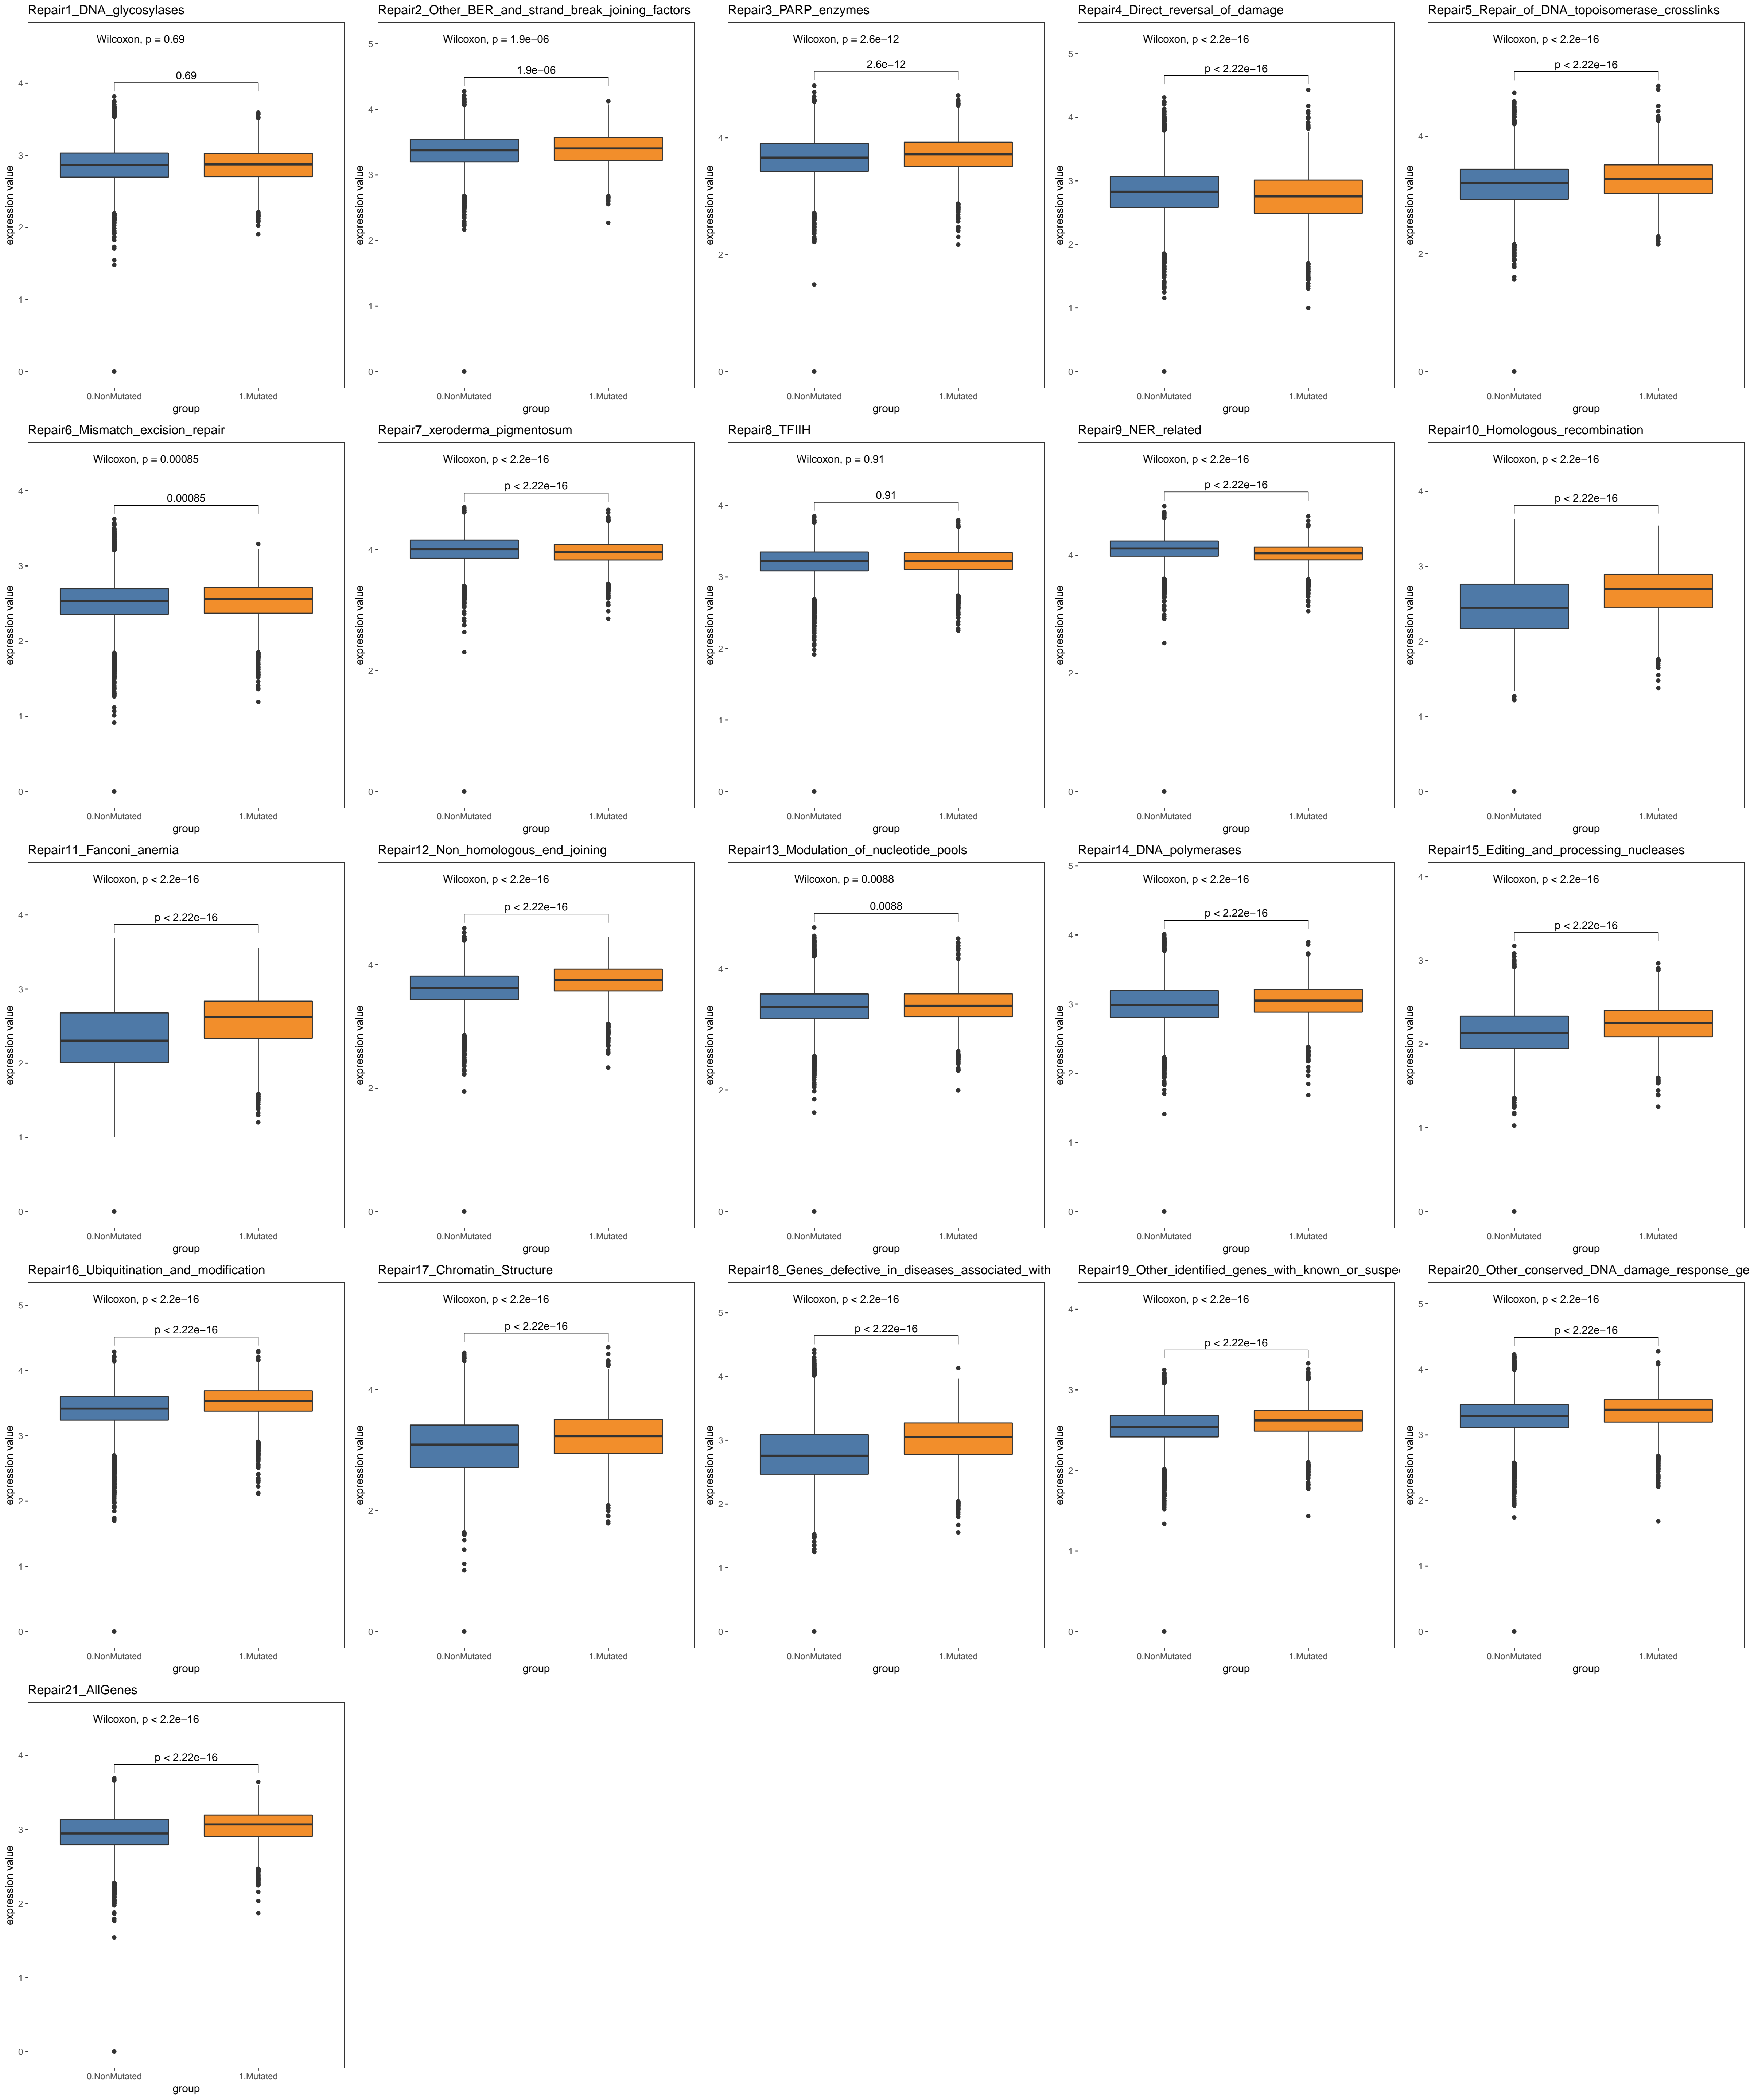 Repair1_DNA_glycosylases
Wilcoxon, p = 0.69
0.69
4
3
2
1
0
expression value
0.NonMutated 1.Mutated
group
Repair2_Other_BER_and_strand_break_joining_factors
Wilcoxon, p = 1.9e−06
1.9e−06
5
4
3
2
1
0
expression value
0.NonMutated 1.Mutated
group
Repair3_PARP_enzymes
Wilcoxon, p = 2.6e−12
2.6e−12
4
2
0
expression value
0.NonMutated 1.Mutated
group
Repair4_Direct_reversal_of_damage
Wilcoxon, p < 2.2e−16
p < 2.22e−16
5
4
3
2
1
0
expression value
0.NonMutated 1.Mutated
group
Repair5_Repair_of_DNA_topoisomerase_crosslinks
Wilcoxon, p < 2.2e−16
p < 2.22e−16
4
2
0
expression value
0.NonMutated 1.Mutated
group
Repair6_Mismatch_excision_repair
Wilcoxon, p = 0.00085
0.00085
4
3
2
1
0
expression value
0.NonMutated 1.Mutated
group
Repair7_xeroderma_pigmentosum
Wilcoxon, p < 2.2e−16
p < 2.22e−16
4
2
0
expression value
0.NonMutated 1.Mutated
group
Repair8_TFIIH
Wilcoxon, p = 0.91
0.91
4
3
2
1
0
expression value
0.NonMutated 1.Mutated
group
Repair9_NER_related
Wilcoxon, p < 2.2e−16
p < 2.22e−16
4
2
0
expression value
0.NonMutated 1.Mutated
group
Repair10_Homologous_recombination
Wilcoxon, p < 2.2e−16
p < 2.22e−16
4
3
2
1
0
expression value
0.NonMutated 1.Mutated
group
Repair11_Fanconi_anemia
Wilcoxon, p < 2.2e−16
p < 2.22e−16
4
3
2
1
0
expression value
0.NonMutated 1.Mutated
group
Repair12_Non_homologous_end_joining
Wilcoxon, p < 2.2e−16
p < 2.22e−16
4
2
0
expression value
0.NonMutated 1.Mutated
group
Repair13_Modulation_of_nucleotide_pools
Wilcoxon, p = 0.0088
0.0088
4
2
0
expression value
0.NonMutated 1.Mutated
group
Repair14_DNA_polymerases
Wilcoxon, p < 2.2e−16
p < 2.22e−16
5
4
3
2
1
0
expression value
0.NonMutated 1.Mutated
group
Repair15_Editing_and_processing_nucleases
Wilcoxon, p < 2.2e−16
p < 2.22e−16
4
3
2
1
0
expression value
0.NonMutated 1.Mutated
group
Repair16_Ubiquitination_and_modification
Wilcoxon, p < 2.2e−16
p < 2.22e−16
5
4
3
2
1
0
expression value
0.NonMutated 1.Mutated
group
Repair17_Chromatin_Structure
Wilcoxon, p < 2.2e−16
p < 2.22e−16
4
2
0
expression value
0.NonMutated 1.Mutated
group
Repair18_Genes_defective_in_diseases_associated_with
Wilcoxon, p < 2.2e−16
p < 2.22e−16
5
4
3
2
1
0
expression value
0.NonMutated 1.Mutated
group
Repair19_Other_identified_genes_with_known_or_suspe
Wilcoxon, p < 2.2e−16
p < 2.22e−16
4
3
2
1
0
expression value
0.NonMutated 1.Mutated
group
Repair20_Other_conserved_DNA_damage_response_ge
Wilcoxon, p < 2.2e−16
p < 2.22e−16
5
4
3
2
1
0
expression value
0.NonMutated 1.Mutated
group
Repair21_AllGenes
Wilcoxon, p < 2.2e−16
p < 2.22e−16
4
3
2
1
0
expression value
0.NonMutated 1.Mutated
group